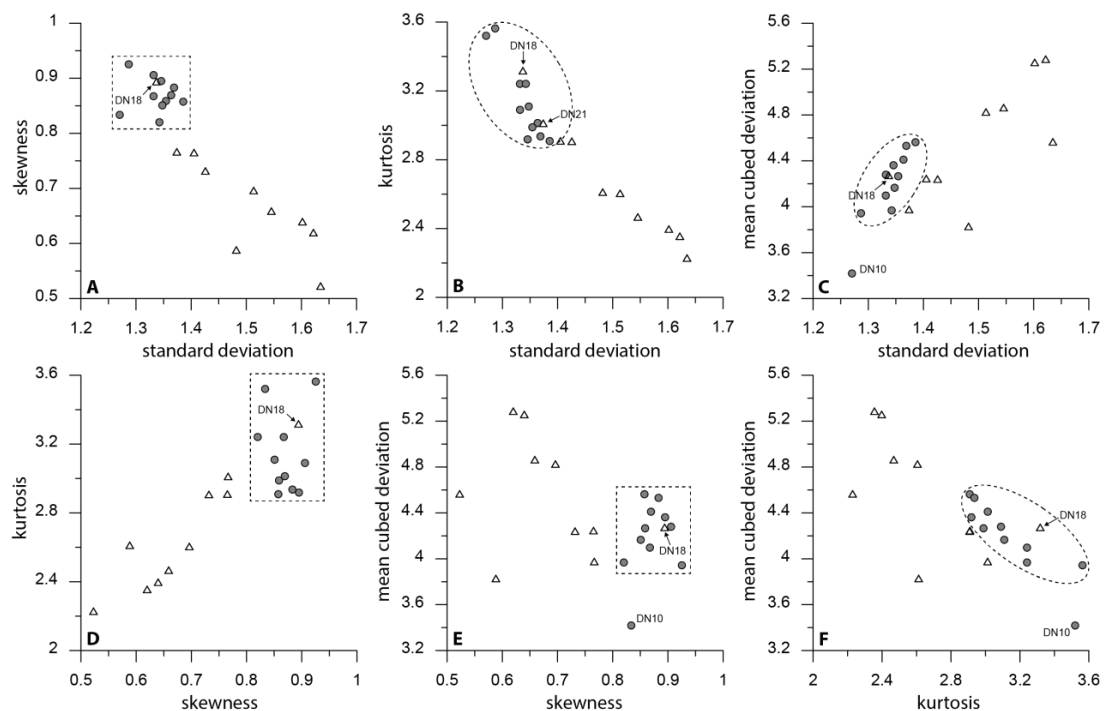 1
0.9
0.8
0.7
0.6
0.5
skewness
DN18
A
1.2 1.3 1.4 1.5 1.6 1.7
standard deviation
3.6
3.2
2.8
2.4
2
kurtosis
DN18
DN21
B
1.2 1.3 1.4 1.5 1.6 1.7
standard deviation
5.6
5.2
4.8
4.4
4
3.6
3.2
mean cubed deviation
DN18
DN10
C
1.2 1.3 1.4 1.5 1.6 1.7
standard deviation
3.6
3.2
2.8
2.4
2
kurtosis
DN18
D
0.5 0.6 0.7 0.8 0.9 1
skewness
5.6
5.2
4.8
4.4
4
3.6
3.2
mean cubed deviation
DN18
DN10
E
0.5 0.6 0.7 0.8 0.9 1
skewness
5.6
5.2
4.8
4.4
4
3.6
3.2
mean cubed deviation
DN18
DN10
F
2 2.4 2.8 3.2 3.6
kurtosis